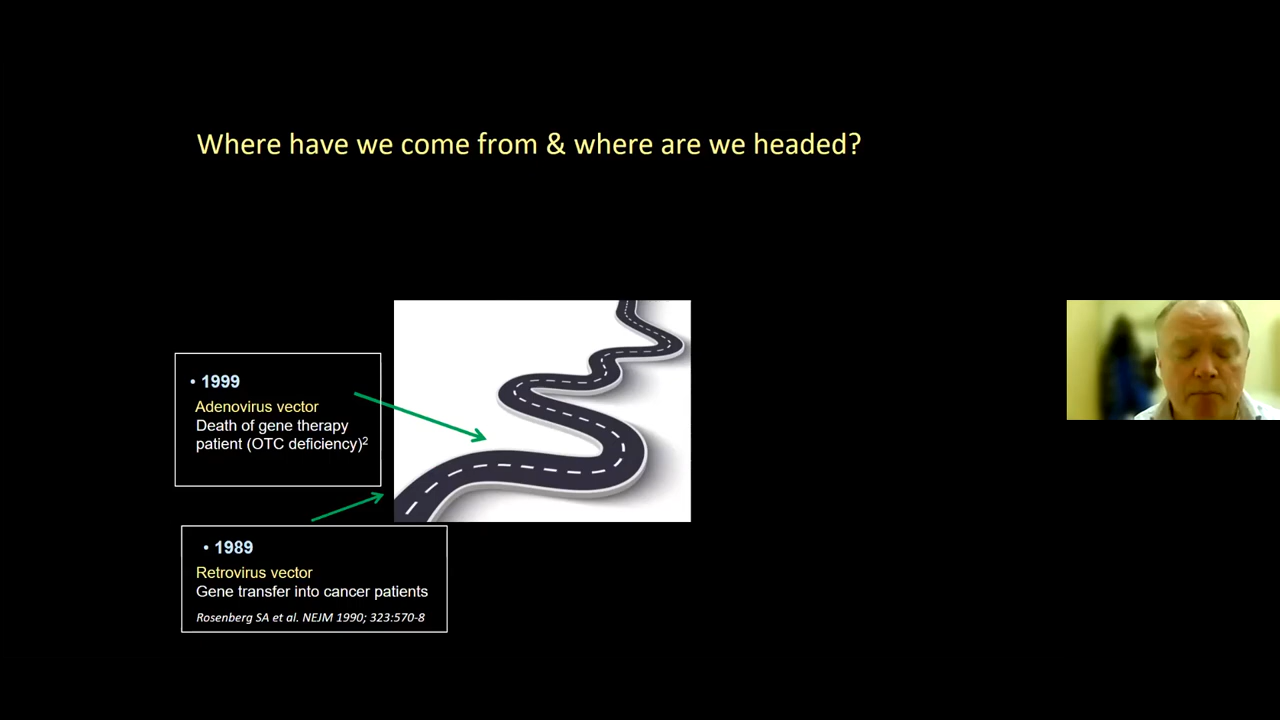 Where have we come from & where are we headed?
• 1999
Adenovirus vector
Death of gene therapy
patient (OTC deficiency)²
• 1989
Retrovirus vector
Gene transfer into cancer patients
Rosenberg SA et al. NEJM 1990; 323:570-8